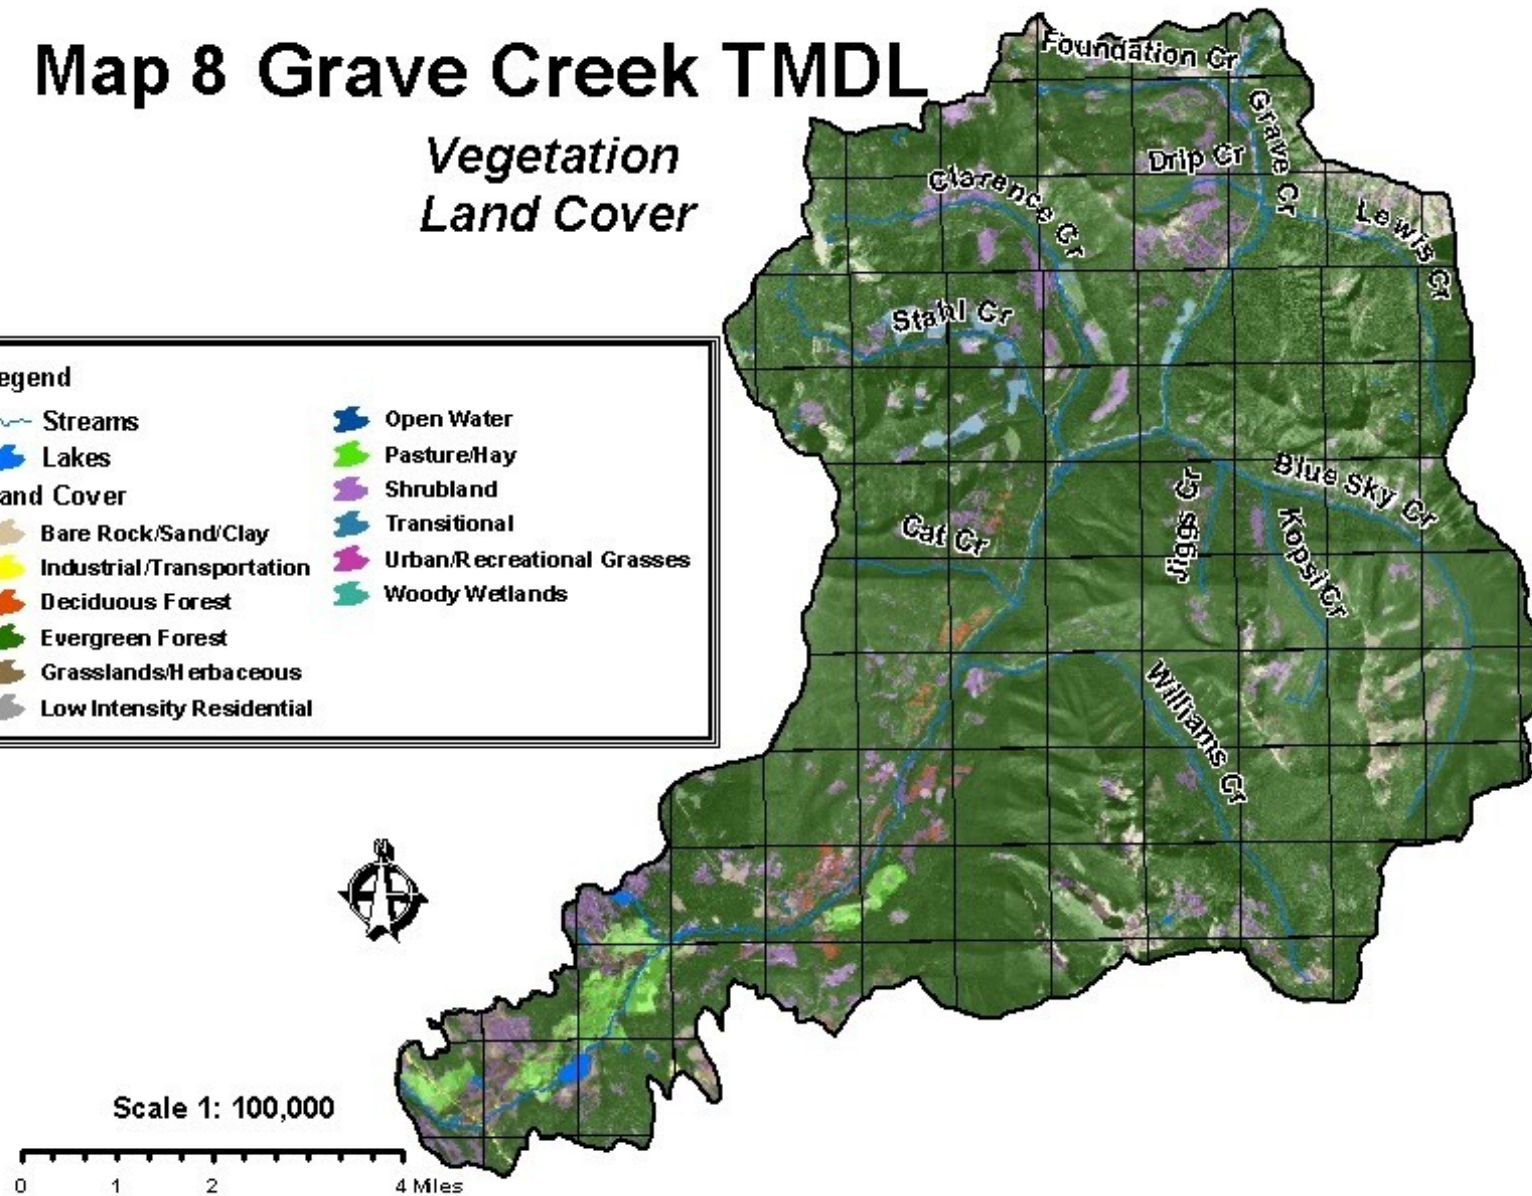 Map 8 Grave Creek TMDL
Vegetation
Land Cover
egend
Streams
Lakes
and Cover
Bare Rock/Sand/Clay
Industrial/Transportation
Deciduous Forest
Evergreen Forest
Grasslands/Herbaceous
Low Intensity Residential
Open Water
Pasture/Hay
Shrubland
Transitional
Urban/Recreational Grasses
Woody Wetlands
Foundation Cr
Grave Cr
Drip Cr
Clarence Cr
Lewis Cr
Stahl Cr
Blue Sky Cr
Jiggs Cr
Kopsi Cr
Cat Cr
Williams Cr
N
Scale 1: 100,000
0 1 2 4 Miles